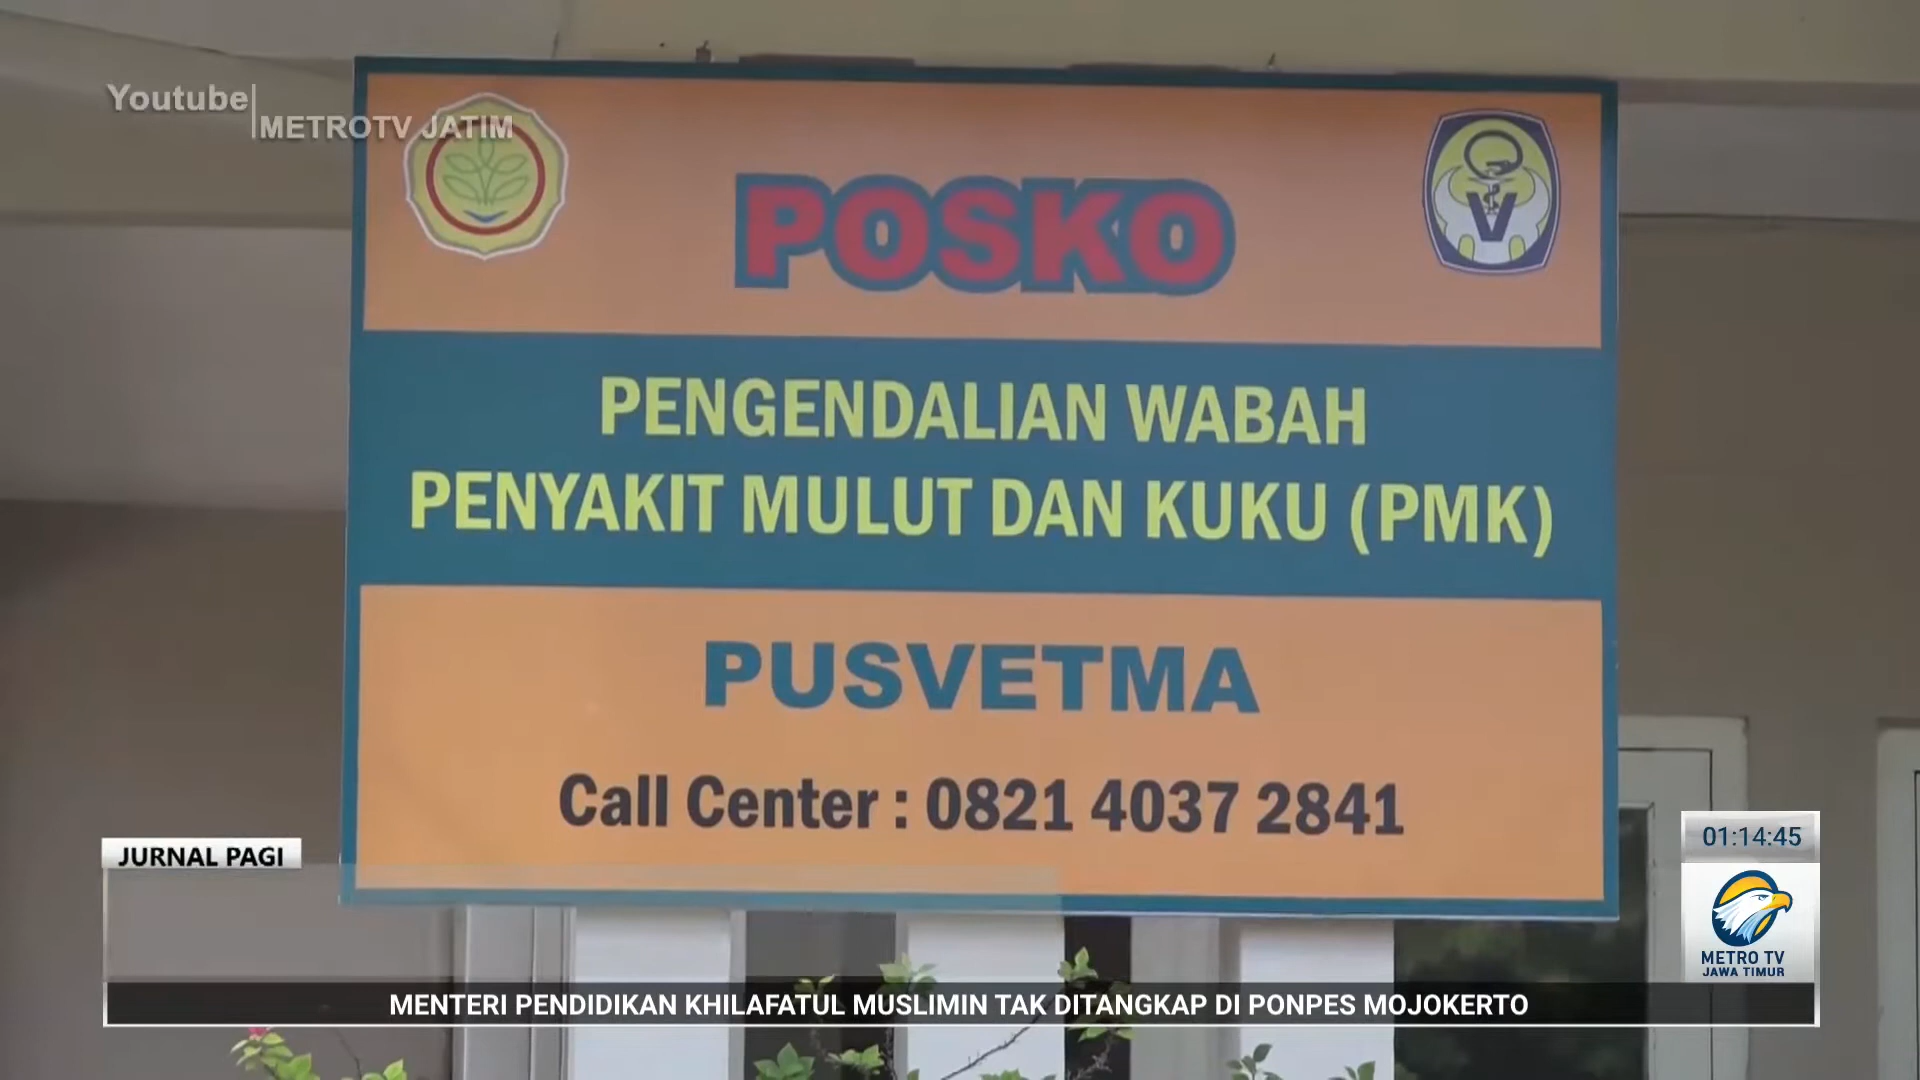 Youtube
METROTV JATIM
POSKO
V
PENGENDALIAN WABAH
PENYAKIT MULUT DAN KUKU (PMK)
PUSVETMA
Call Center : 0821 4037 2841
JURNAL PAGI
01:14:45
METRO TV
JAWA TIMUR
MENTERI PENDIDIKAN KHILAFATUL MUSLIMIN TAK DITANGKAP DI PONPES MOJOKERTO